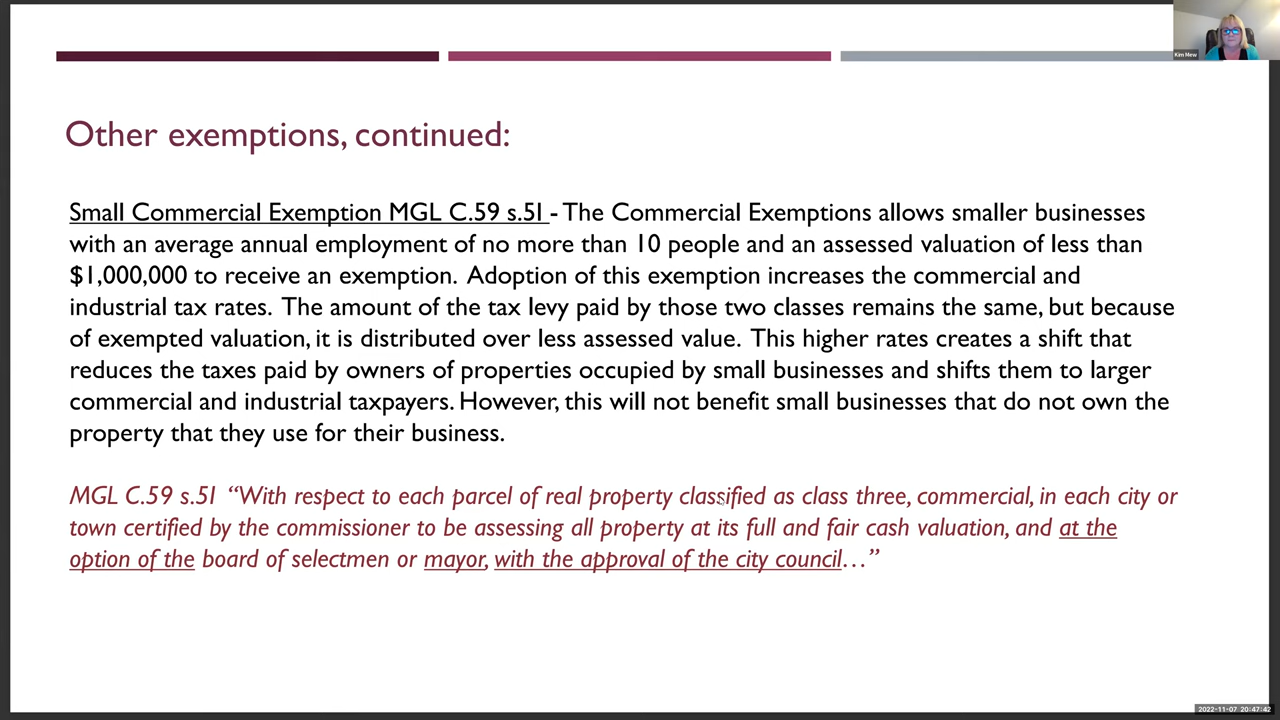 Kim Mew
Other exemptions, continued:
Small Commercial Exemption MGL C.59 s.5I - The Commercial Exemptions allows smaller businesses
with an average annual employment of no more than 10 people and an assessed valuation of less than
$1,000,000 to receive an exemption. Adoption of this exemption increases the commercial and
industrial tax rates. The amount of the tax levy paid by those two classes remains the same, but because
of exempted valuation, it is distributed over less assessed value. This higher rates creates a shift that
reduces the taxes paid by owners of properties occupied by small businesses and shifts them to larger
commercial and industrial taxpayers. However, this will not benefit small businesses that do not own the
property that they use for their business.
MGL C.59 s.5I “With respect to each parcel of real property classified as class three, commercial, in each city or
town certified by the commissioner to be assessing all property at its full and fair cash valuation, and at the
option of the board of selectmen or mayor, with the approval of the city council…”
2022-11-07 20:47:42